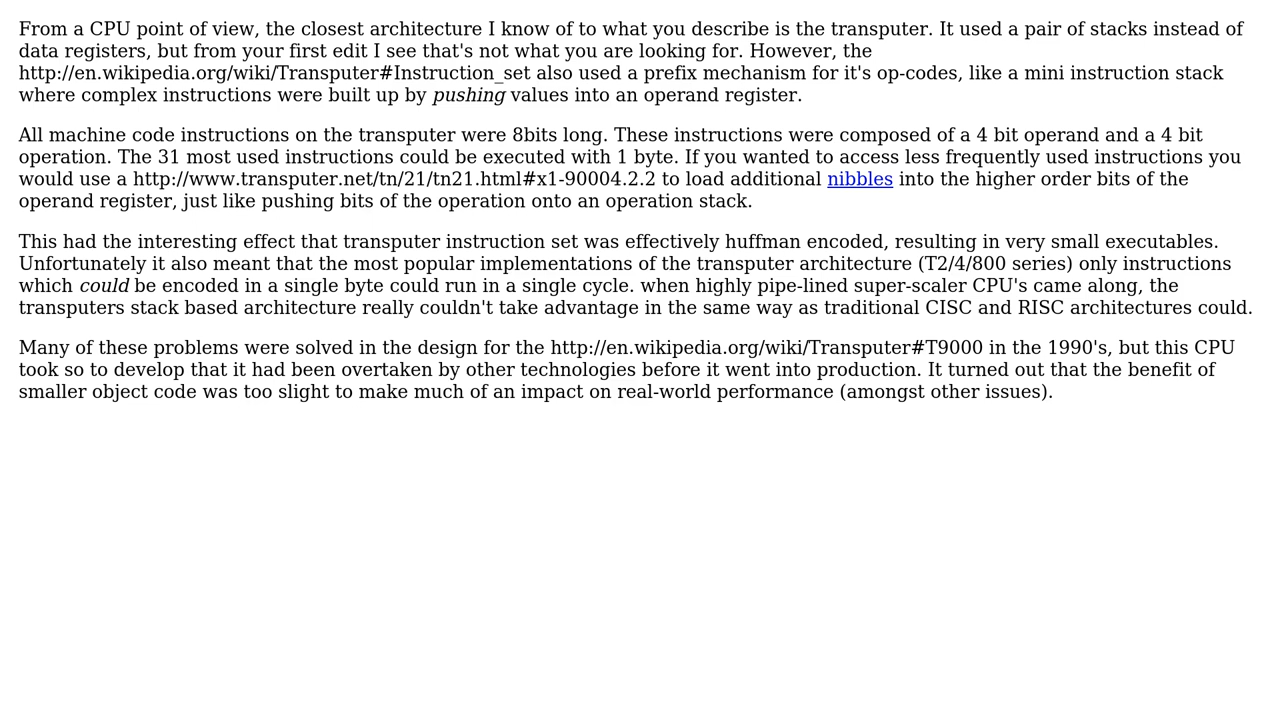 From a CPU point of view, the closest architecture I know of to what you describe is the transputer. It used a pair of stacks instead of
data registers, but from your first edit I see that's not what you are looking for. However, the
http://en.wikipedia.org/wiki/Transputer#Instruction_set also used a prefix mechanism for it's op-codes, like a mini instruction stack
where complex instructions were built up by pushing values into an operand register.
All machine code instructions on the transputer were 8bits long. These instructions were composed of a 4 bit operand and a 4 bit
operation. The 31 most used instructions could be executed with 1 byte. If you wanted to access less frequently used instructions you
would use a http://www.transputer.net/tn/21/tn21.html#x1-90004.2.2 to load additional nibbles into the higher order bits of the
operand register, just like pushing bits of the operation onto an operation stack.
This had the interesting effect that transputer instruction set was effectively huffman encoded, resulting in very small executables.
Unfortunately it also meant that the most popular implementations of the transputer architecture (T2/4/800 series) only instructions
which could be encoded in a single byte could run in a single cycle. when highly pipe-lined super-scaler CPU's came along, the
transputers stack based architecture really couldn't take advantage in the same way as traditional CISC and RISC architectures could.
Many of these problems were solved in the design for the http://en.wikipedia.org/wiki/Transputer#T9000 in the 1990's, but this CPU
took so to develop that it had been overtaken by other technologies before it went into production. It turned out that the benefit of
smaller object code was too slight to make much of an impact on real-world performance (amongst other issues).